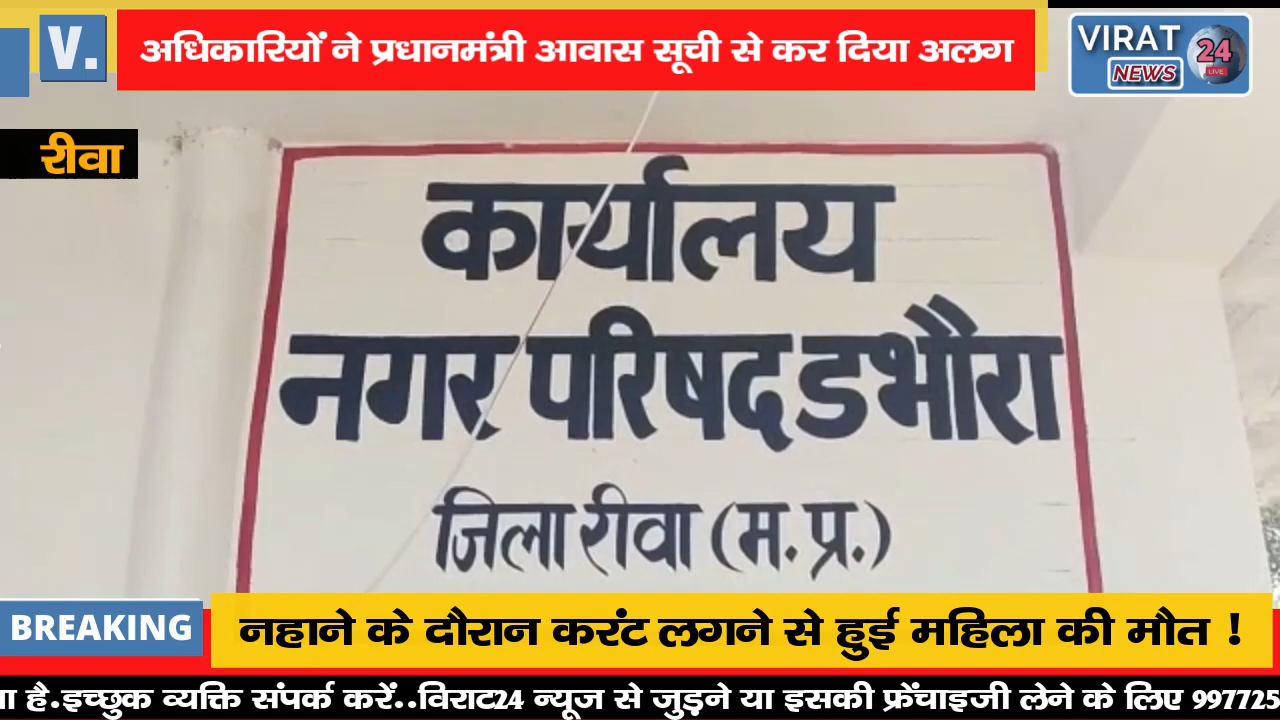 V.
अधिकारियों ने प्रधानमंत्री आवास सूची से कर दिया अलग
VIRAT
24
LIVE
NEWS
रीवा
कार्यालय
नगर परिषद डभौरा
जिला रीवा (म. प्र.)
BREAKING
नहाने के दौरान करंट लगने से हुई महिला की मौत !
है.इच्छुक व्यक्ति संपर्क करें..विराट24 न्यूज से जुड़ने या इसकी फ्रेंचाइजी लेने के लिए 997725